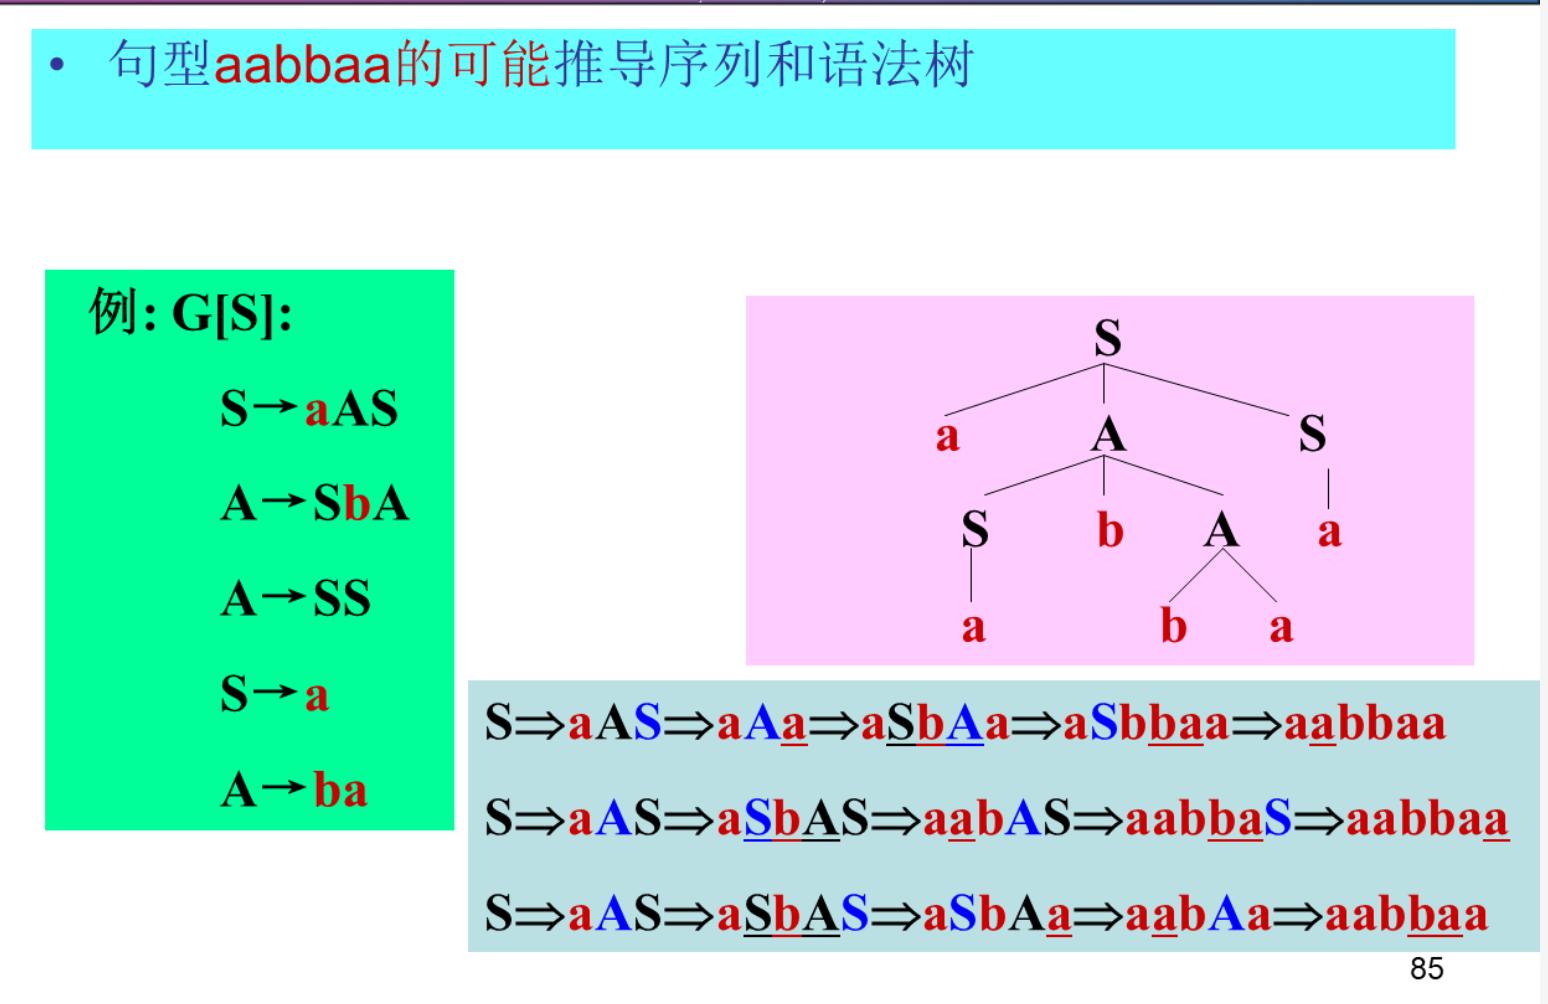 • 句型aabbaa的可能推导序列和语法树
例: G[S]:
S→aAS
A→SbA
A→SS
S→a
A→ba
S
a A S
S b A a
a b a
S⇒aAS⇒aAa⇒aSbAa⇒aSbbaa⇒aabbaa
S⇒aAS⇒aSbAS⇒aabAS⇒aabbaS⇒aabbaa
S⇒aAS⇒aSbAS⇒aSbAa⇒aabAa⇒aabbaa
85